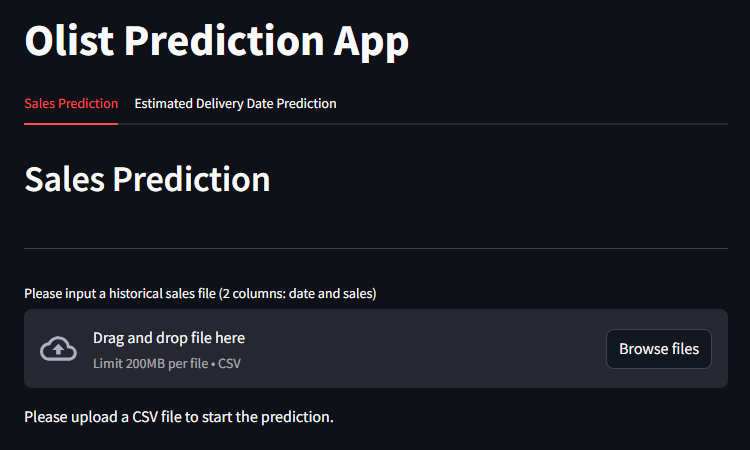 Olist Prediction App
Sales Prediction Estimated Delivery Date Prediction
Sales Prediction
Please input a historical sales file (2 columns: date and sales)
Drag and drop file here
Limit 200MB per file • CSV
Browse files
Please upload a CSV file to start the prediction.